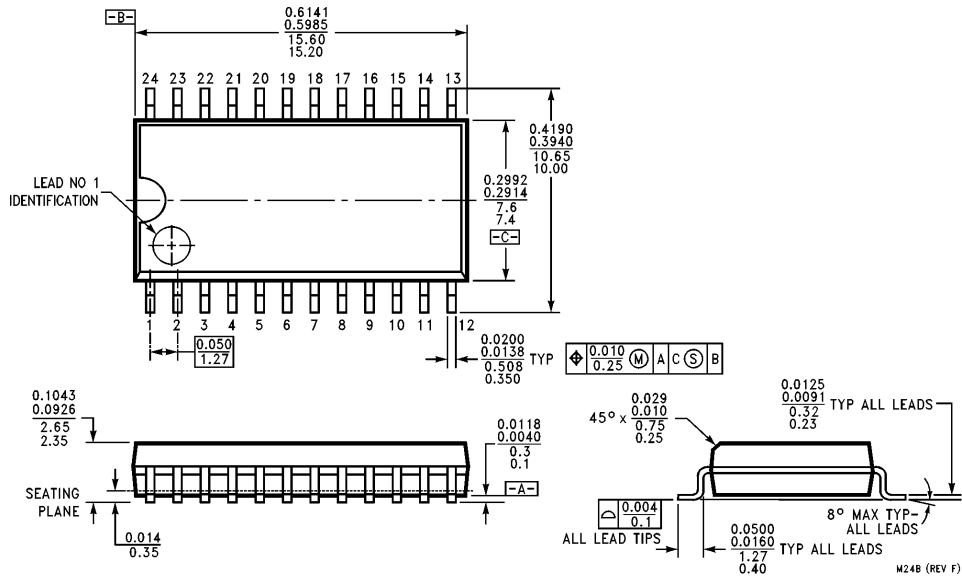 -B-
0.6141
0.5985
15.60
15.20
24 23 22 21 20 19 18 17 16 15 14 13
LEAD NO 1
IDENTIFICATION
0.4190
0.3940
10.65
10.00
0.2992
0.2914
7.6
7.4
-C-
1 2 3 4 5 6 7 8 9 10 11 12
0.050
1.27
0.0200
0.0138
0.508
0.350
TYP
⌖ 0.010 0.25 Ⓜ A C Ⓢ B
0.1043
0.0926
2.65
2.35
0.0118
0.0040
0.3
0.1
-A-
SEATING
PLANE
0.014
0.35
45° x
0.029
0.010
0.75
0.25
0.0125
0.0091
0.32
0.23
TYP ALL LEADS
0.004
0.1
ALL LEAD TIPS
0.0500
0.0160
1.27
0.40
TYP ALL LEADS
8° MAX TYP-
ALL LEADS
M24B (REV F)